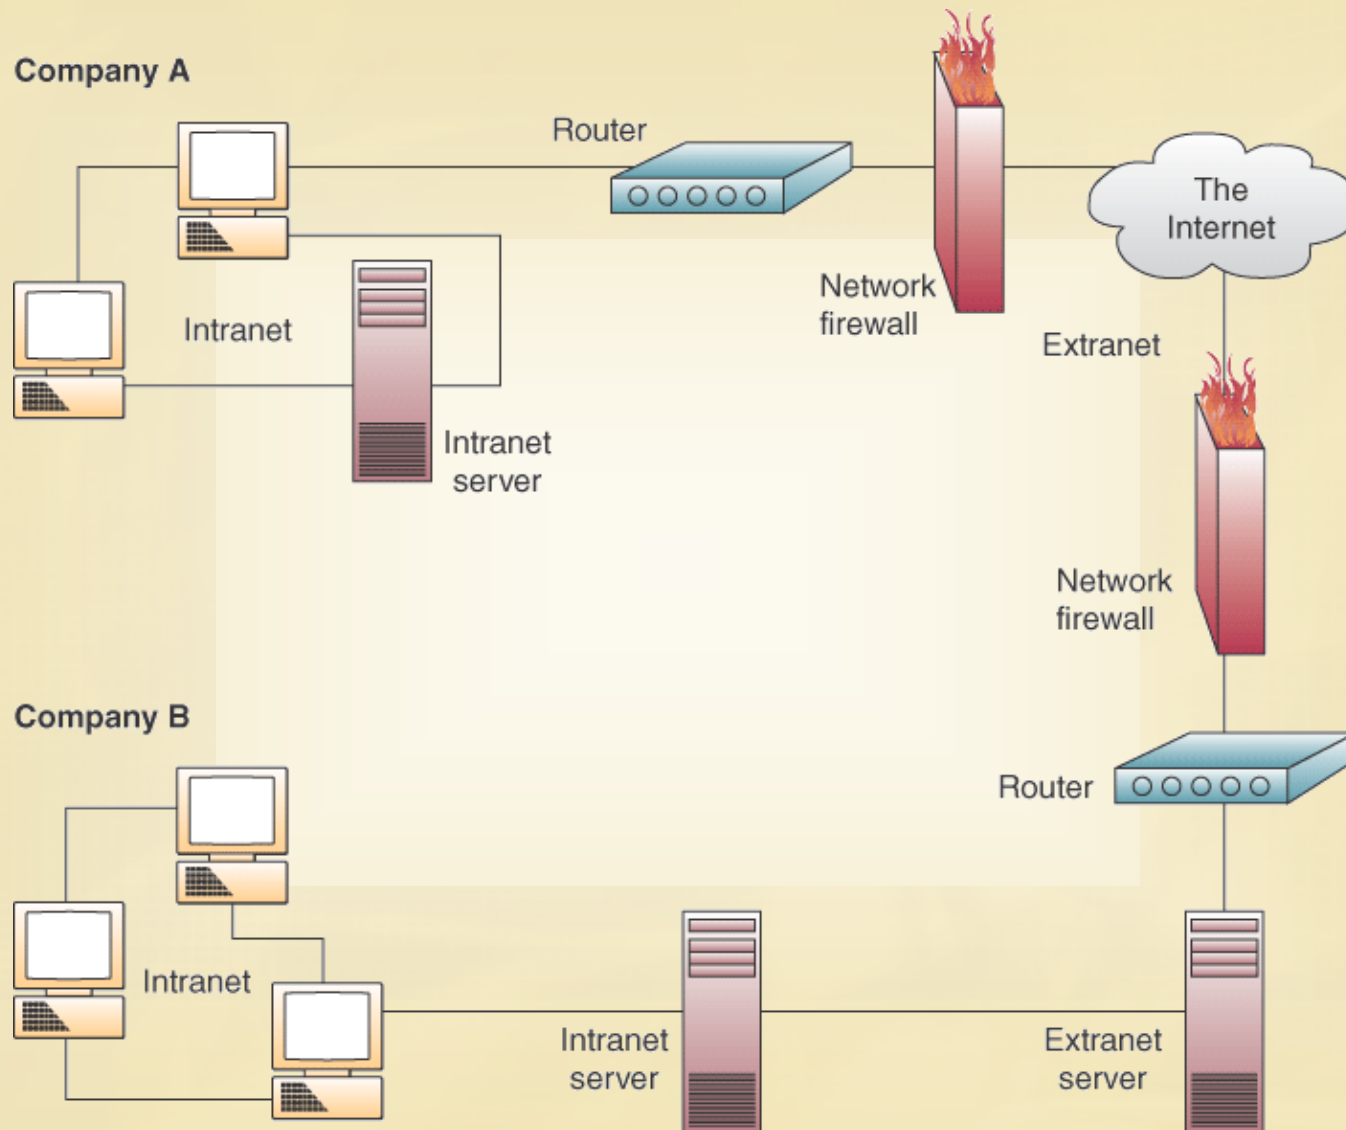 Company A
Router
The
Internet
Network
firewall
Intranet
Extranet
Intranet
server
Network
firewall
Company B
Router
Intranet
Intranet
server
Extranet
server